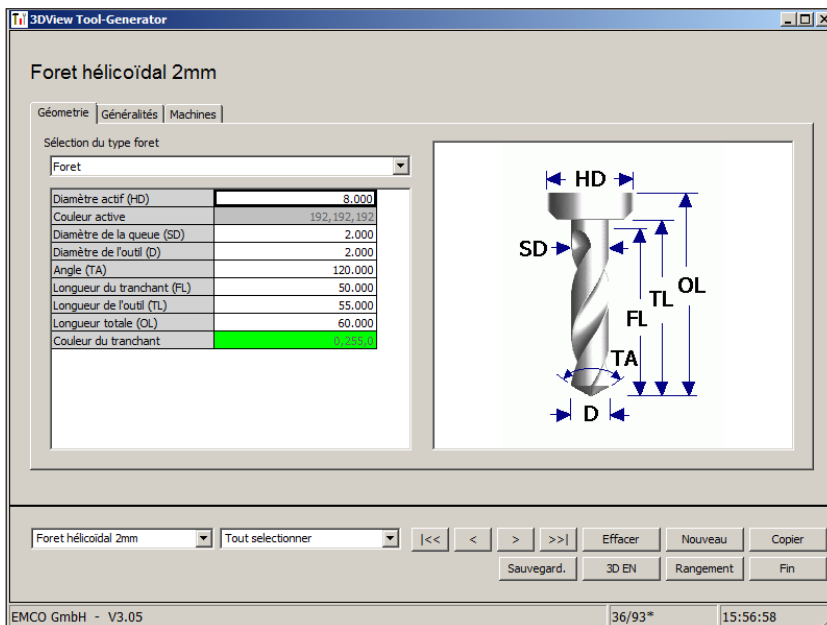 3DView Tool-Generator
Foret hélicoïdal 2mm
Géometrie Généralités Machines
Sélection du type foret
Foret
Diamètre actif (HD) 8.000
Couleur active 192,192,192
Diamètre de la queue (SD) 2.000
Diamètre de l'outil (D) 2.000
Angle (TA) 120.000
Longueur du tranchant (FL) 50.000
Longueur de l'outil (TL) 55.000
Longueur totale (OL) 60.000
Couleur du tranchant 0,255,0
HD
SD
OL
TL
FL
TA
D
Foret hélicoïdal 2mm Tout selectionner |<< < > >>| Effacer Nouveau Copier
Sauvegard. 3D EN Rangement Fin
EMCO GmbH - V3.05 36/93* 15:56:58